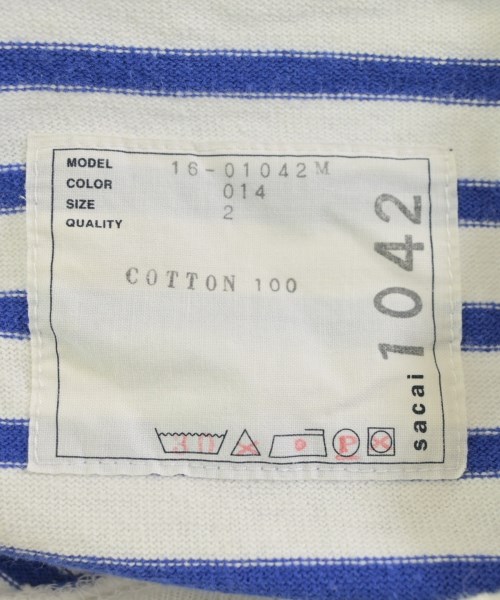 MODEL 16-01042M
COLOR 014
SIZE 2
QUALITY
COTTON 100
30 P
sacai 1042